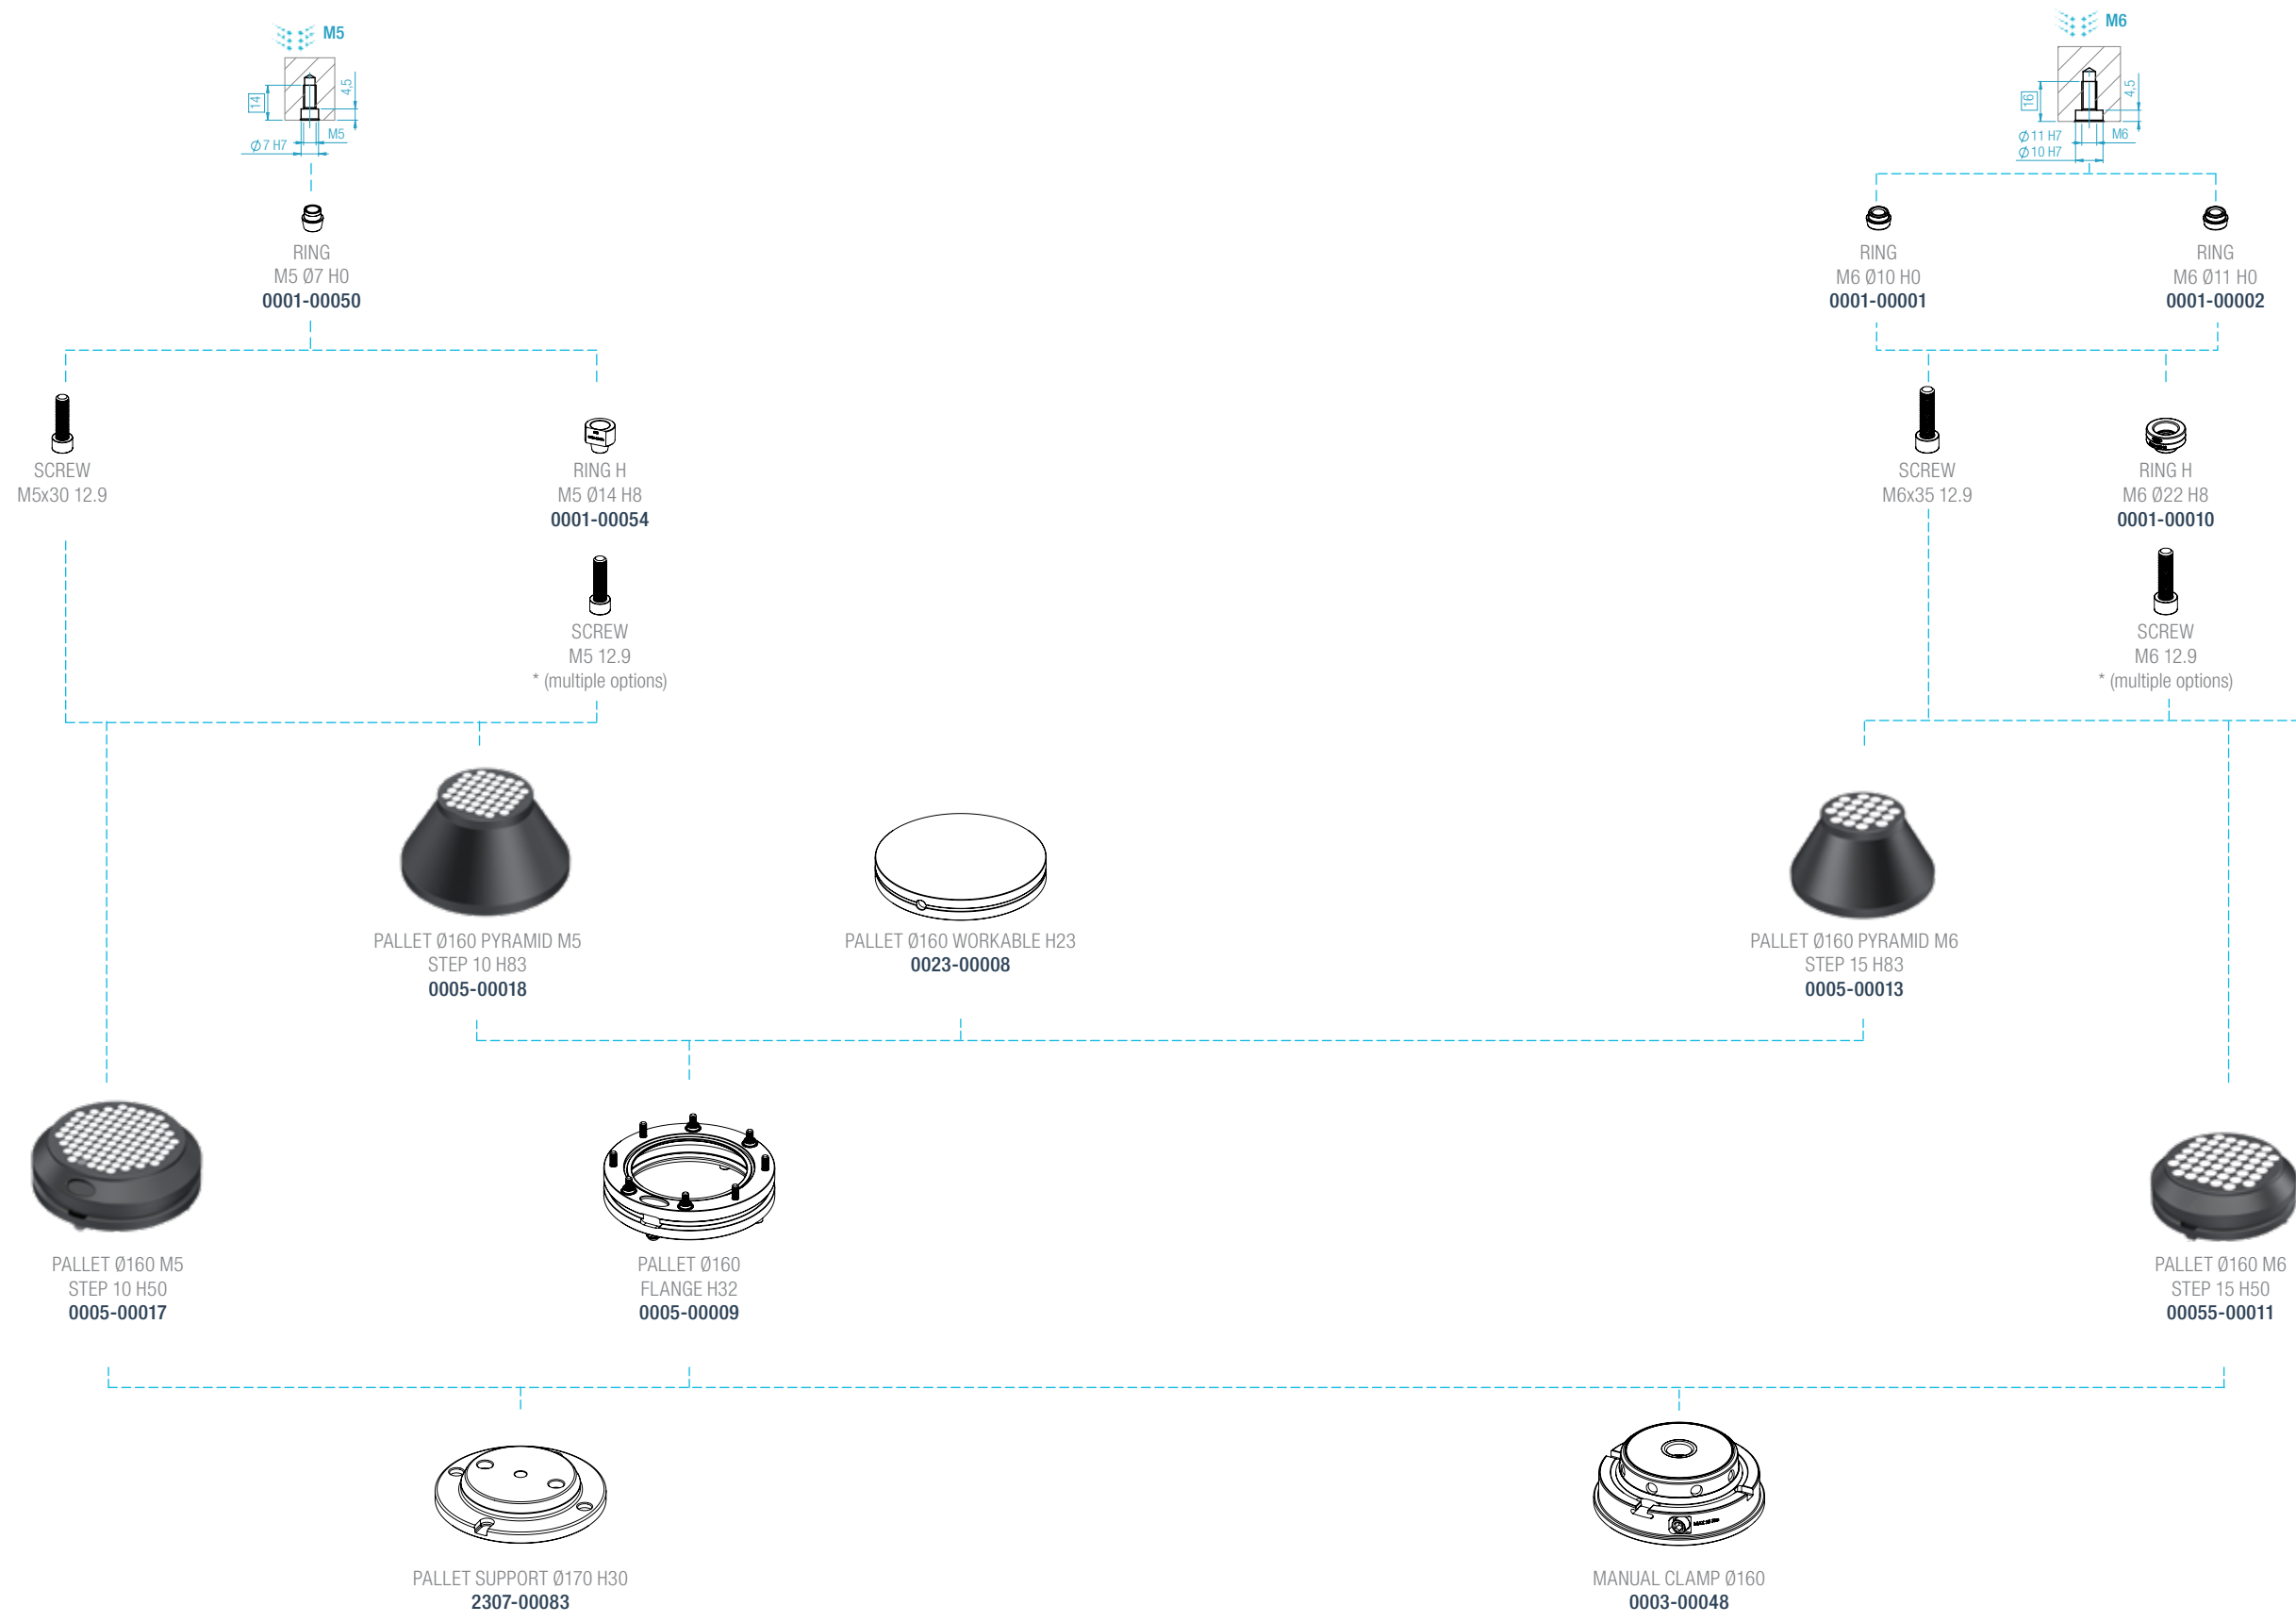 M5
14
4,5
M5
Ø7 H7
RING
M5 Ø7 H0
0001-00050
SCREW
M5x30 12.9
RING H
M5 Ø14 H8
0001-00054
SCREW
M5 12.9
* (multiple options)
M6
16
4,5
Ø11 H7
M6
Ø10 H7
RING
M6 Ø10 H0
0001-00001
RING
M6 Ø11 H0
0001-00002
SCREW
M6x35 12.9
RING H
M6 Ø22 H8
0001-00010
SCREW
M6 12.9
* (multiple options)
PALLET Ø160 PYRAMID M5
STEP 10 H83
0005-00018
PALLET Ø160 WORKABLE H23
0023-00008
PALLET Ø160 PYRAMID M6
STEP 15 H83
0005-00013
PALLET Ø160 M5
STEP 10 H50
0005-00017
PALLET Ø160
FLANGE H32
0005-00009
PALLET Ø160 M6
STEP 15 H50
00055-00011
PALLET SUPPORT Ø170 H30
2307-00083
MANUAL CLAMP Ø160
0003-00048